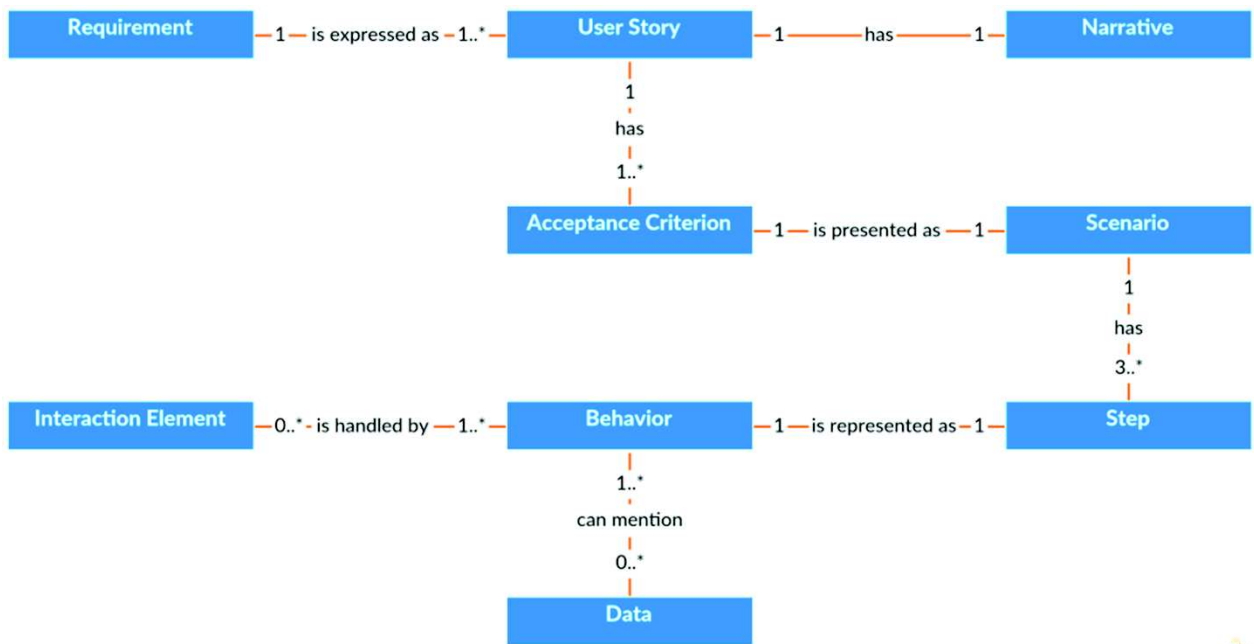 Requirement 1 is expressed as 1..* User Story 1 has 1 Narrative
1
has
1..*
Acceptance Criterion 1 is presented as 1 Scenario
1
has
3..*
Interaction Element 0..* is handled by 1..* Behavior 1 is represented as 1 Step
1..*
can mention
0..*
Data